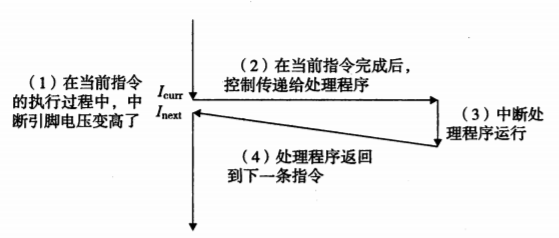 （1）在当前指令
的执行过程中，中
断引脚电压变高了
Icurr
Inext
（2）在当前指令完成后，
控制传递给处理程序
（3）中断处
理程序运行
（4）处理程序返回
到下一条指令